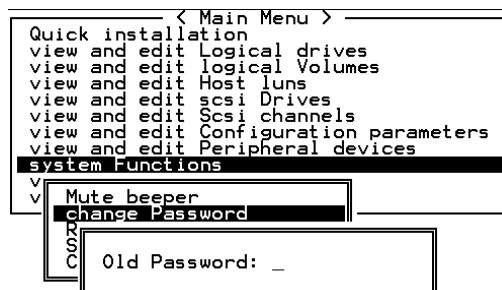 < Main Menu >
Quick installation
view and edit Logical drives
view and edit logical Volumes
view and edit Host luns
view and edit scsi Drives
view and edit Scsi channels
view and edit Configuration parameters
view and edit Peripheral devices
system Functions
v
v
Mute beeper
change Password
R
S
C
Old Password: _